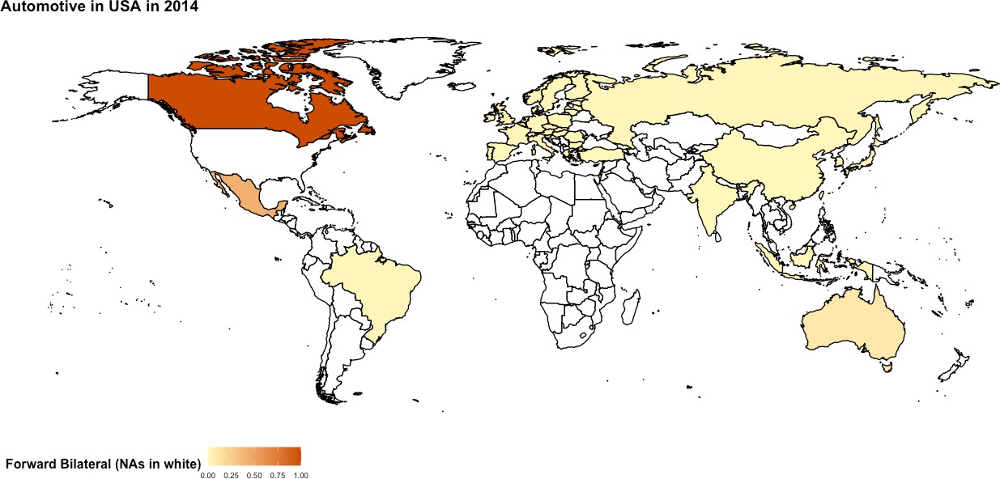 Automotive in USA in 2014
Forward Bilateral (NAs in white)
0.00 0.25 0.50 0.75 1.00